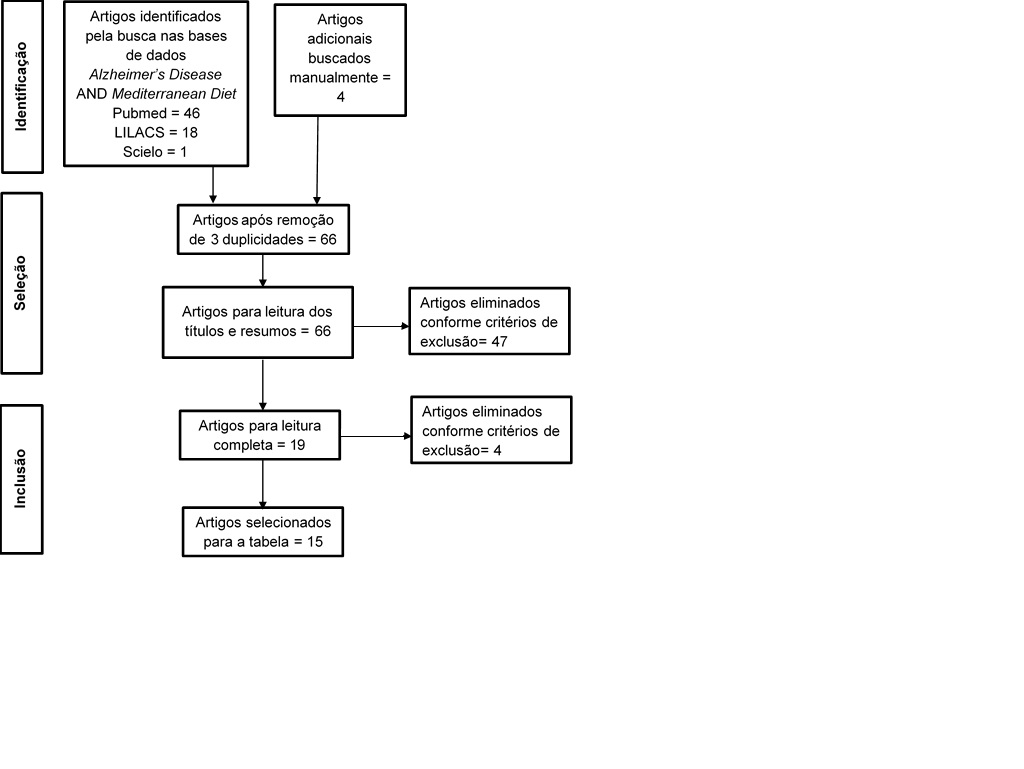 Identificação
Artigos identificados
pela busca nas bases
de dados
Alzheimer's Disease
AND Mediterranean Diet
Pubmed = 46
LILACS = 18
Scielo = 1
Artigos
adicionais
buscados
manualmente =
4
Seleção
Artigos após remoção
de 3 duplicidades = 66
Artigos para leitura dos
títulos e resumos = 66
Artigos eliminados
conforme critérios de
exclusão= 47
Inclusão
Artigos para leitura
completa = 19
Artigos eliminados
conforme critérios de
exclusão= 4
Artigos selecionados
para a tabela = 15